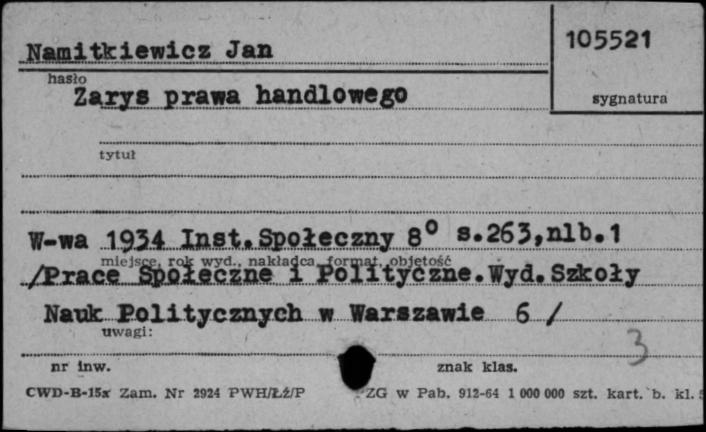 Namitkiewicz Jan
105521
hasło
sygnatura
Zarys prawa handlowego
tytuł
W-wa 1934 Inst.Społeczny 8° s.263,nlb.1
miejsce, rok wyd., nakładca, format, objętość
/Prace Społeczne i Polityczne.Wyd.Szkoły
Nauk Politycznych w Warszawie 6 /
uwagi:
3
nr inw.
znak klas.
CWD-B-15x Zam. Nr 2924 PWH/Łź/P ZG w Pab. 912-64 1 000 000 szt. kart. b. kl.